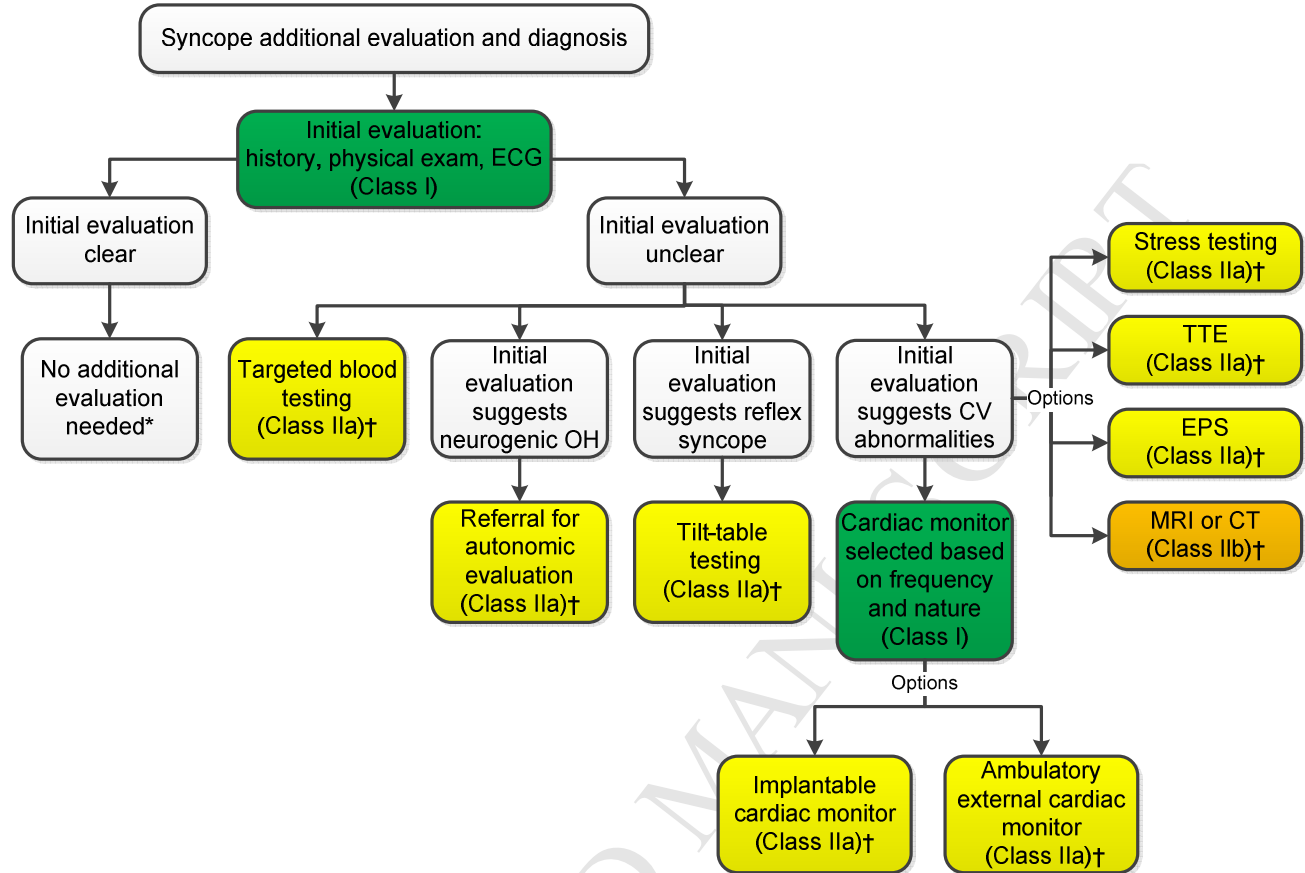 Syncope additional evaluation and diagnosis
Initial evaluation:
history, physical exam, ECG
(Class I)
Initial evaluation
clear
Initial evaluation
unclear
No additional
evaluation
needed*
Targeted blood
testing
(Class IIa)†
Initial
evaluation
suggests
neurogenic OH
Initial
evaluation
suggests reflex
syncope
Initial
evaluation
suggests CV
abnormalities
Options
Stress testing
(Class IIa)†
TTE
(Class IIa)†
EPS
(Class IIa)†
MRI or CT
(Class IIb)†
Referral for
autonomic
evaluation
(Class IIa)†
Tilt-table
testing
(Class IIa)†
Cardiac monitor
selected based
on frequency
and nature
(Class I)
Options
Implantable
cardiac monitor
(Class IIa)†
Ambulatory
external cardiac
monitor
(Class IIa)†
MANUSCRIPT